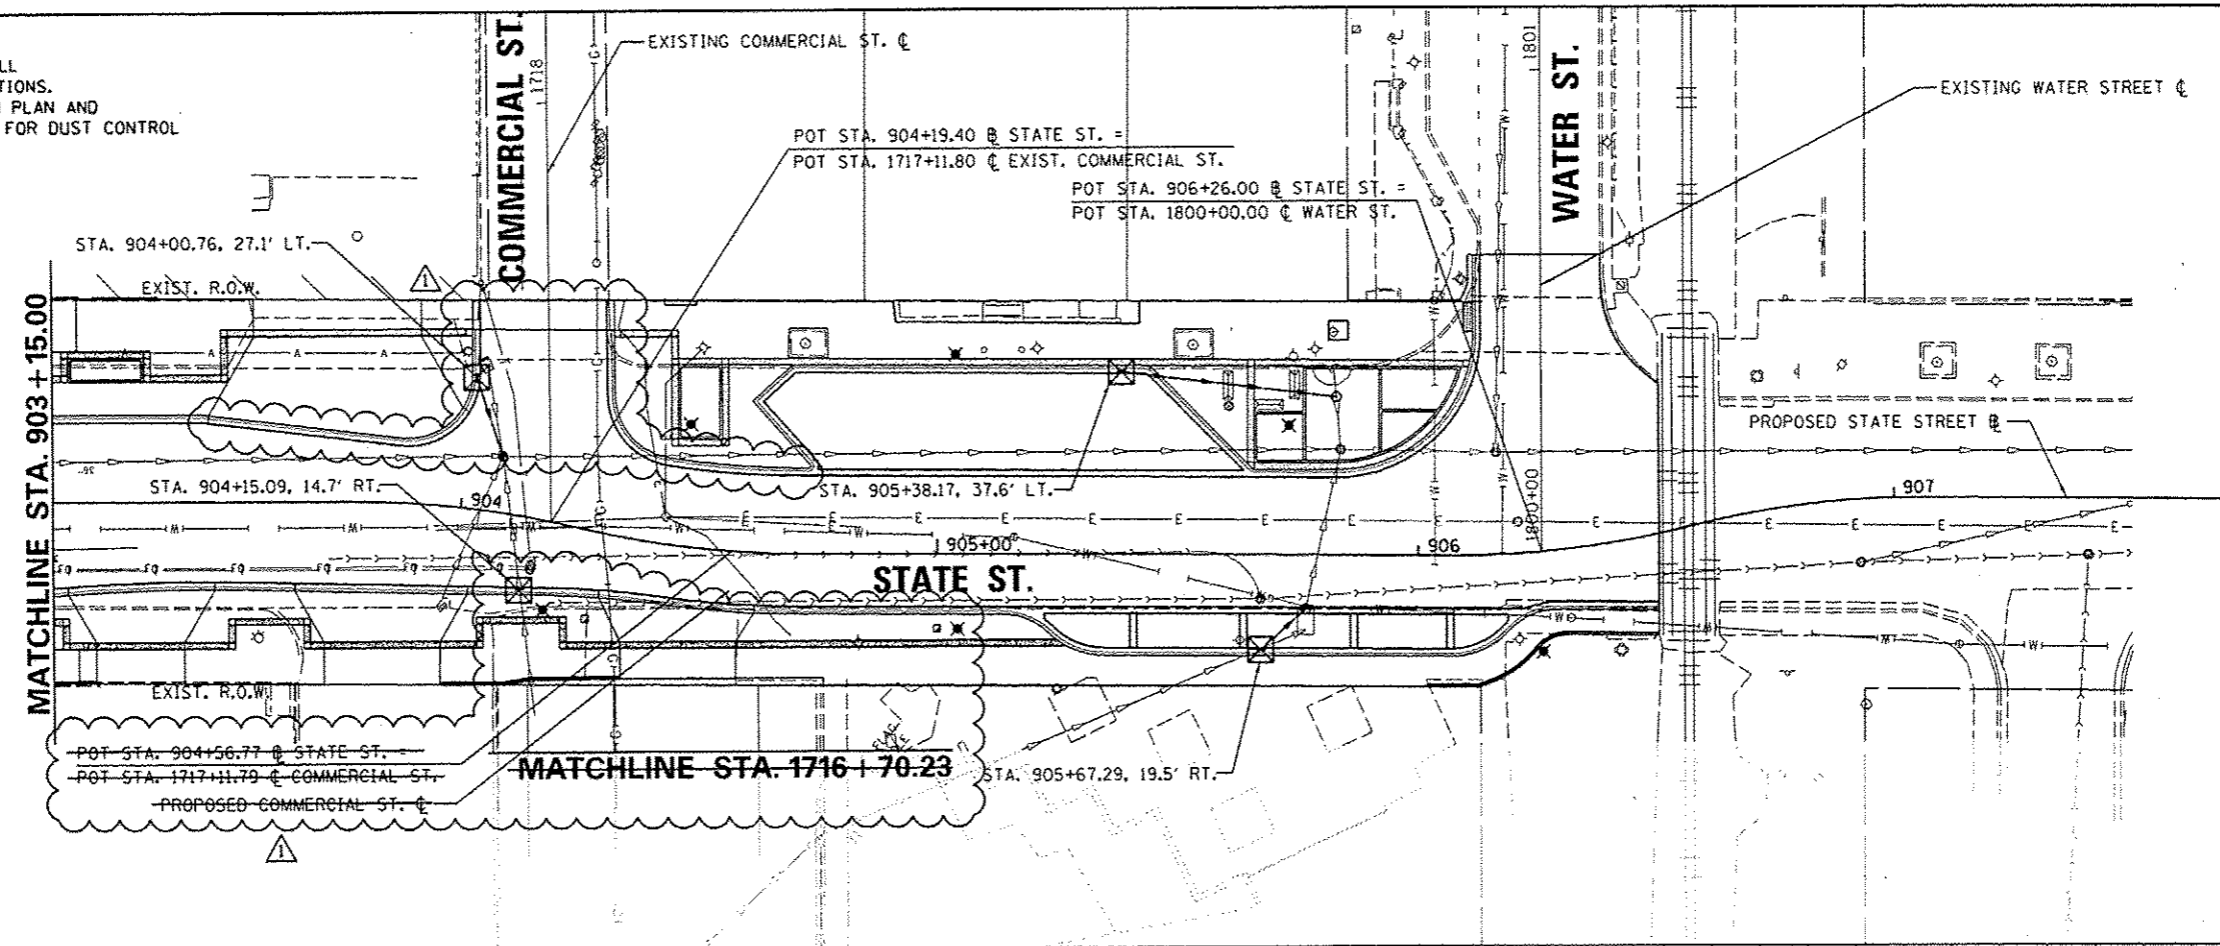 LL
TIONS.
PLAN AND
FOR DUST CONTROL
COMMERCIAL ST.
1718
EXISTING COMMERCIAL ST. ℄
POT STA. 904+19.40 B STATE ST. =
POT STA. 1717+11.80 ℄ EXIST. COMMERCIAL ST.
POT STA. 906+26.00 B STATE ST. =
POT STA. 1800+00.00 ℄ WATER ST.
1801
WATER ST.
EXISTING WATER STREET ℄
STA. 904+00.76, 27.1' LT.
1
EXIST. R.O.W.
MATCHLINE STA. 903+15.00
A A A A
PROPOSED STATE STREET B
STA. 904+15.09, 14.7' RT.
904
STA. 905+38.17, 37.6' LT.
1800+00
907
905+00
906
STATE ST.
EXIST. R.O.W.
POT STA. 904+56.77 B STATE ST. =
POT STA. 1717+11.79 ℄ COMMERCIAL ST.
PROPOSED COMMERCIAL ST. ℄
MATCHLINE STA. 1716+70.23
STA. 905+67.29, 19.5' RT.
1